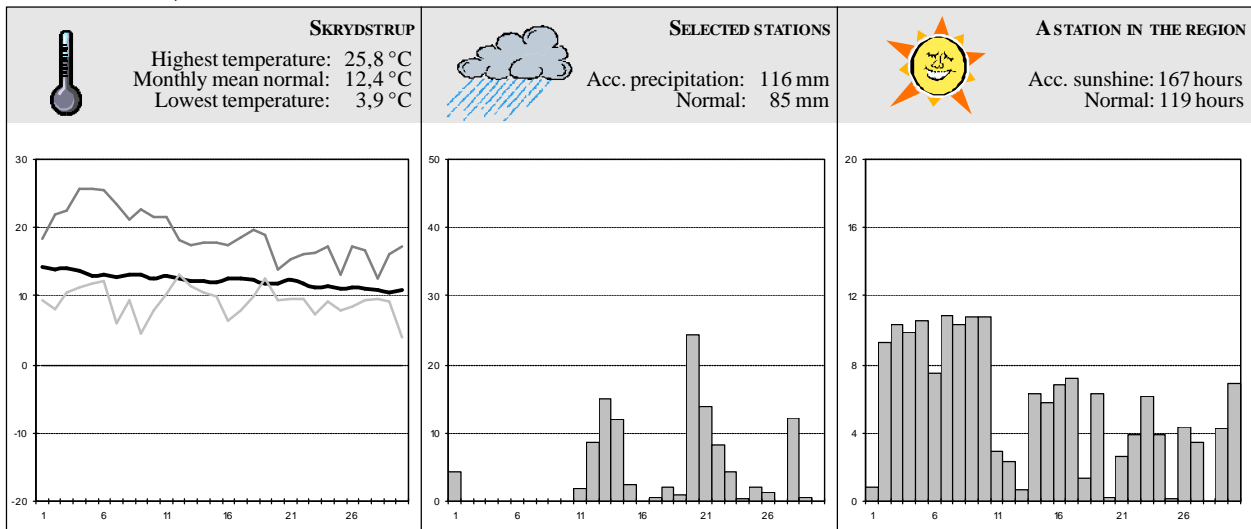 SKRYDSTRUP
Highest temperature: 25,8 °C
Monthly mean normal: 12,4 °C
Lowest temperature: 3,9 °C
SELECTED STATIONS
Acc. precipitation: 116 mm
Normal: 85 mm
A STATION IN THE REGION
Acc. sunshine: 167 hours
Normal: 119 hours
30
20
10
0
-10
-20
1 6 11 16 21 26
50
40
30
20
10
0
1 6 11 16 21 26
20
16
12
8
4
0
1 6 11 16 21 26